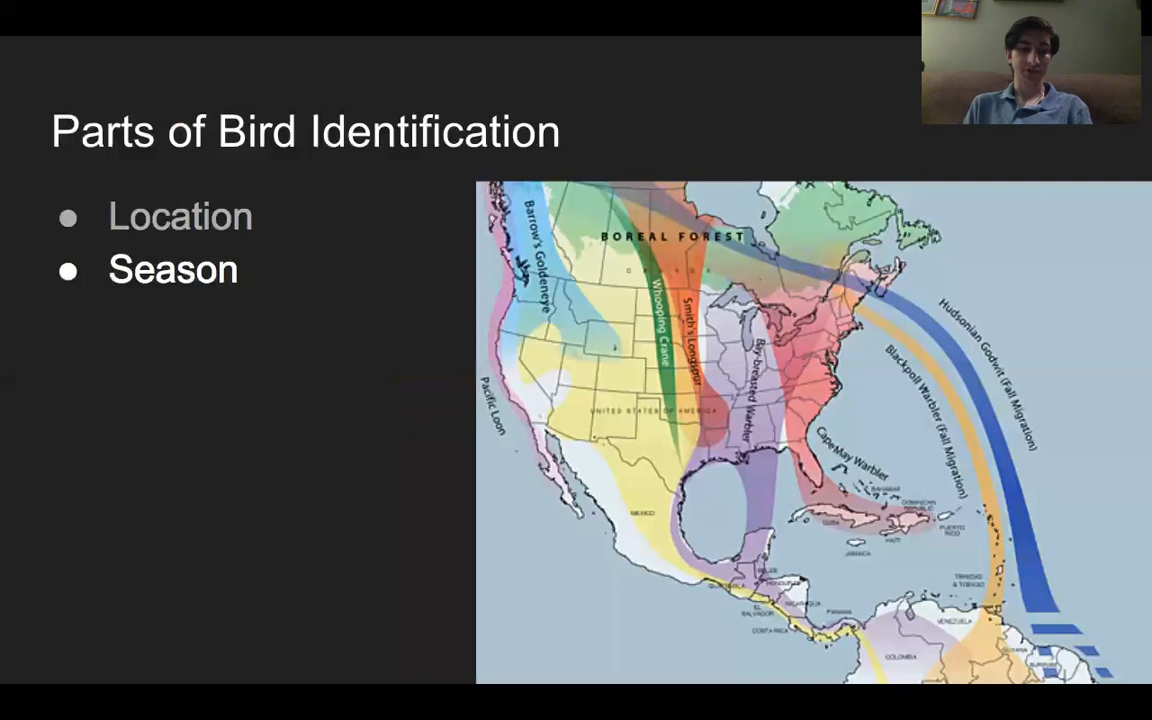 Parts of Bird Identification
Location
Season
BOREAL FOREST
CANADA
Barrow's Goldeneye
Whooping Crane
Smith's Longspur
Bay-breasted Warbler
Hudsonian Godwit (Fall Migration)
Blackpoll Warbler (Fall Migration)
Pacific Loon
UNITED STATES OF AMERICA
Cape May Warbler
BAHAMAS
DOMINICAN
REPUBLIC
MEXICO
CUBA
PUERTO
RICO
HAITI
JAMAICA
BELIZE
GUATEMALA
HONDURAS
TRINIDAD
& TOBAGO
NICARAGUA
EL
SALVADOR
Panama
COSTA RICA
VENEZUELA
GUYANA
COLOMBIA